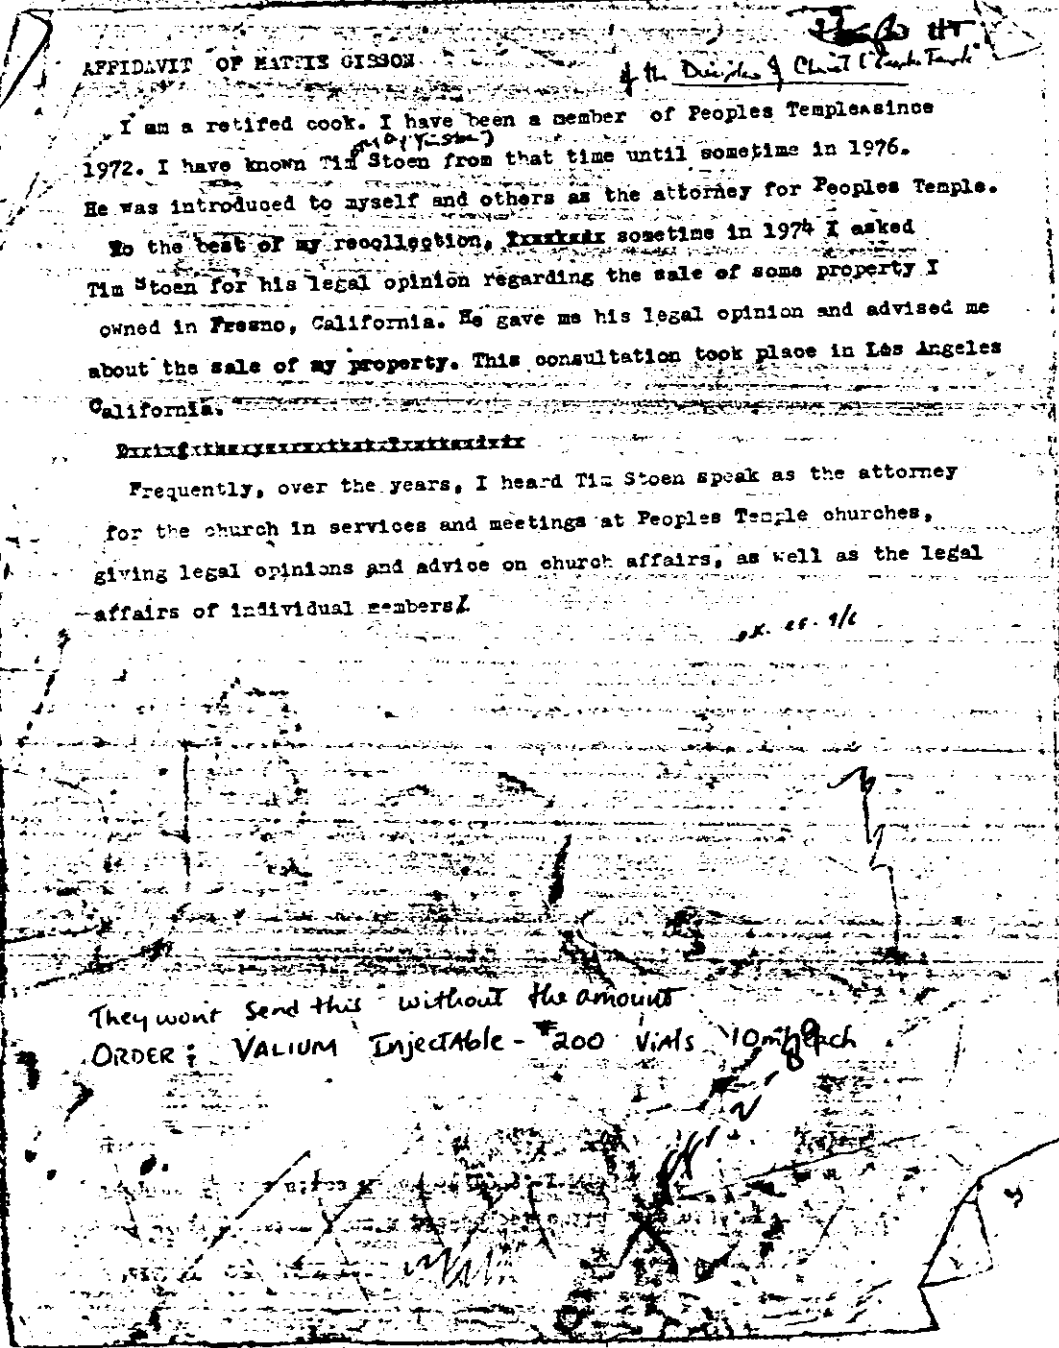 of the Disciples of Christ (Peoples Temple"
AFFIDAVIT OF MATTIE GIBSON
I am a retired cook. I have been a member of Peoples Temple since
1972. I have known Tim Stoen from that time until sometime in 1976.
He was introduced to myself and others as the attorney for Peoples Temple.
To the best of my recollection, sometime in 1974 I asked
Tim Stoen for his legal opinion regarding the sale of some property I
owned in Fresno, California. He gave me his legal opinion and advised me
about the sale of my property. This consultation took place in Los Angeles
California.
Frequently, over the years, I heard Tim Stoen speak as the attorney
for the church in services and meetings at Peoples Temple churches,
giving legal opinions and advice on church affairs, as well as the legal
affairs of individual members.
They wont Send this without the amount
ORDER: VALIUM InjectAble - #200 ViAls 10mg each